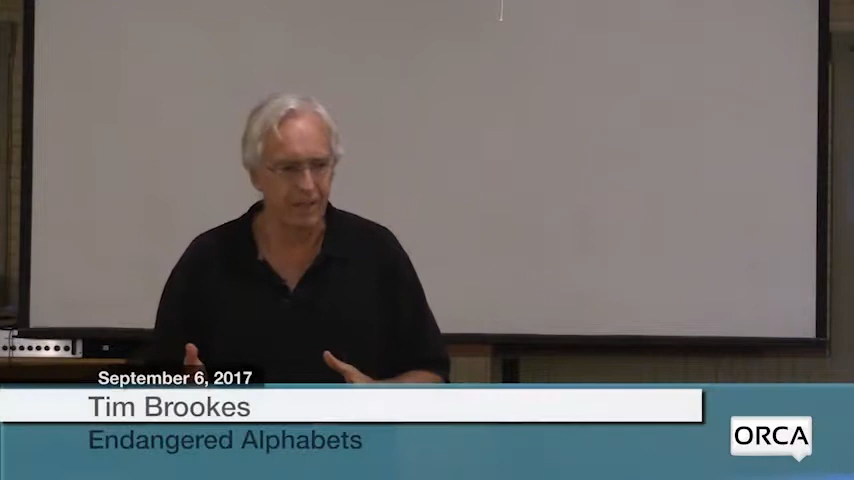 September 6, 2017
Tim Brookes
Endangered Alphabets
ORCA